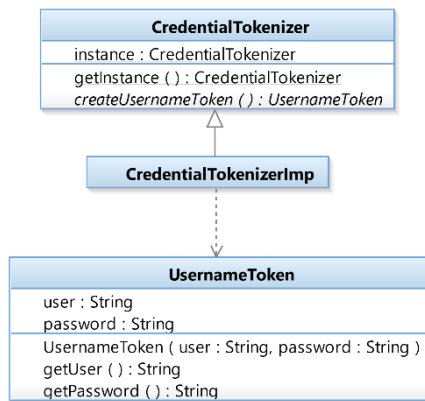 CredentialTokenizer
instance : CredentialTokenizer
getInstance ( ) : CredentialTokenizer
createUsernameToken ( ) : UsernameToken
CredentialTokenizerImp
UsernameToken
user : String
password : String
UsernameToken ( user : String, password : String )
getUser ( ) : String
getPassword ( ) : String